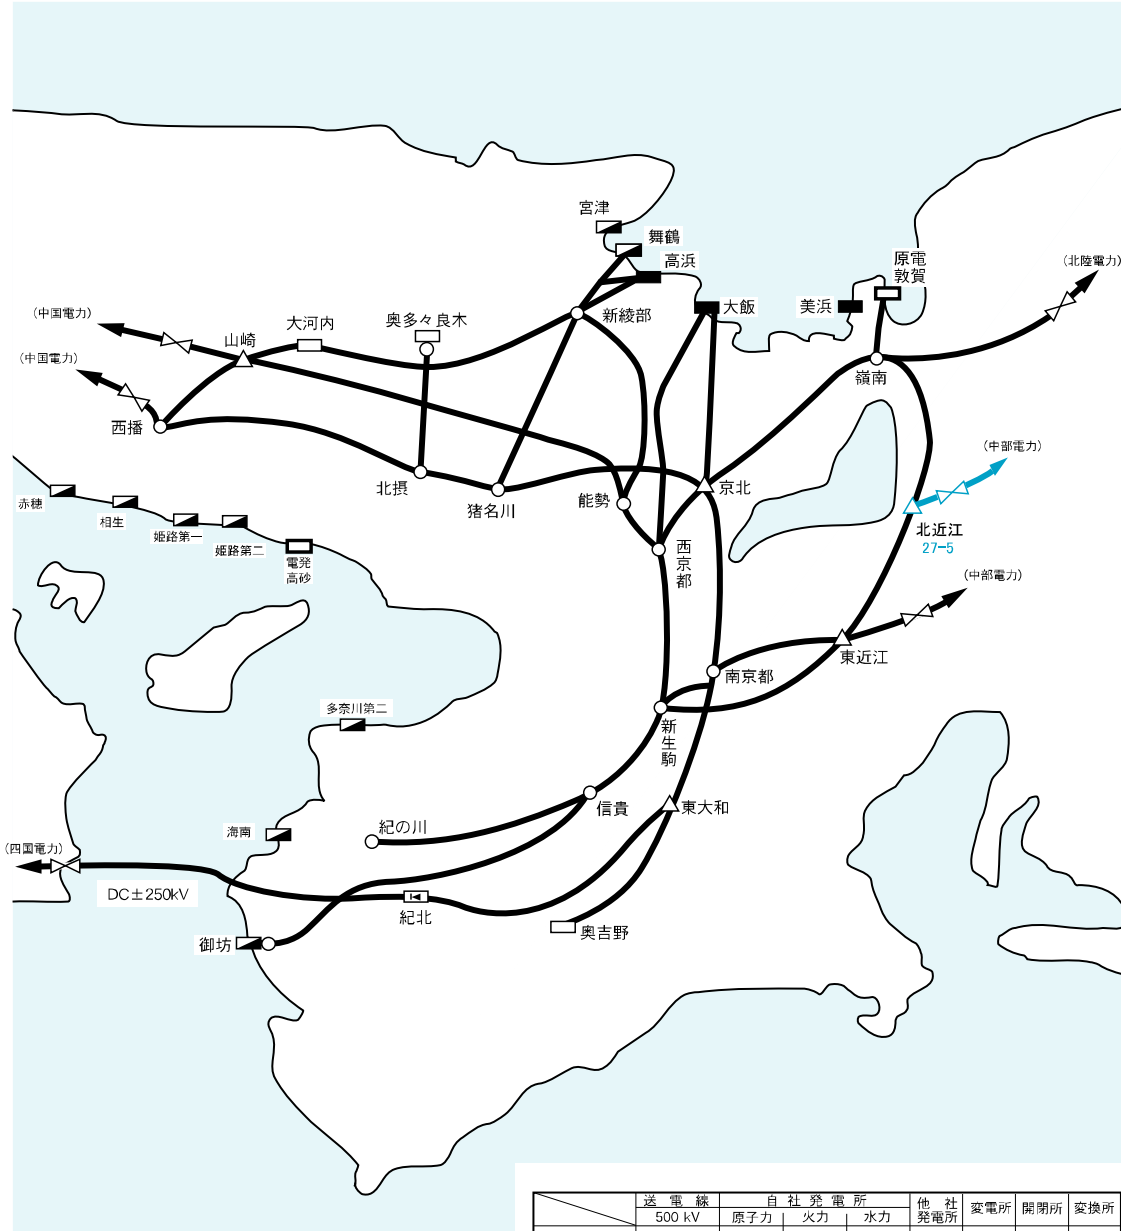 宮津
舞鶴
高浜
大飯
美浜
原電
敦賀
（北陸電力）
（中国電力）
山崎
大河内
奥多々良木
新綾部
（中国電力）
西播
嶺南
赤穂
相生
姫路第一
姫路第二
電発
高砂
北摂
猪名川
能勢
京北
西京都
（中部電力）
北近江
27−5
（中部電力）
東近江
南京都
多奈川第二
新生駒
信貴
東大和
海南
紀の川
（四国電力）
DC±250kV
紀北
御坊
奥吉野
送電線
自社発電所
他社
発電所
変電所
開閉所
変換所
500 kV
原子力
火力
水力